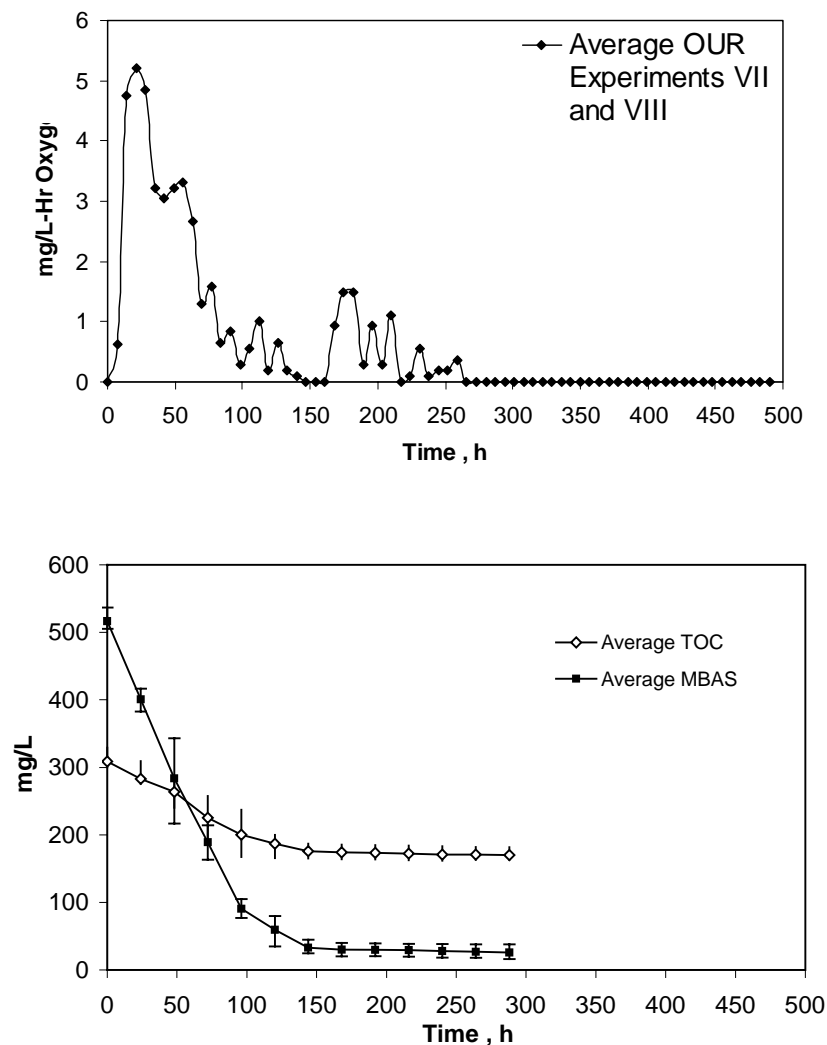 6
5
4
3
2
1
0
mg/L-Hr Oxyg
Average OUR
Experiments VII
and VIII
0 50 100 150 200 250 300 350 400 450 500
Time , h
600
500
400
300
200
100
0
mg/L
Average TOC
Average MBAS
0 50 100 150 200 250 300 350 400 450 500
Time , h